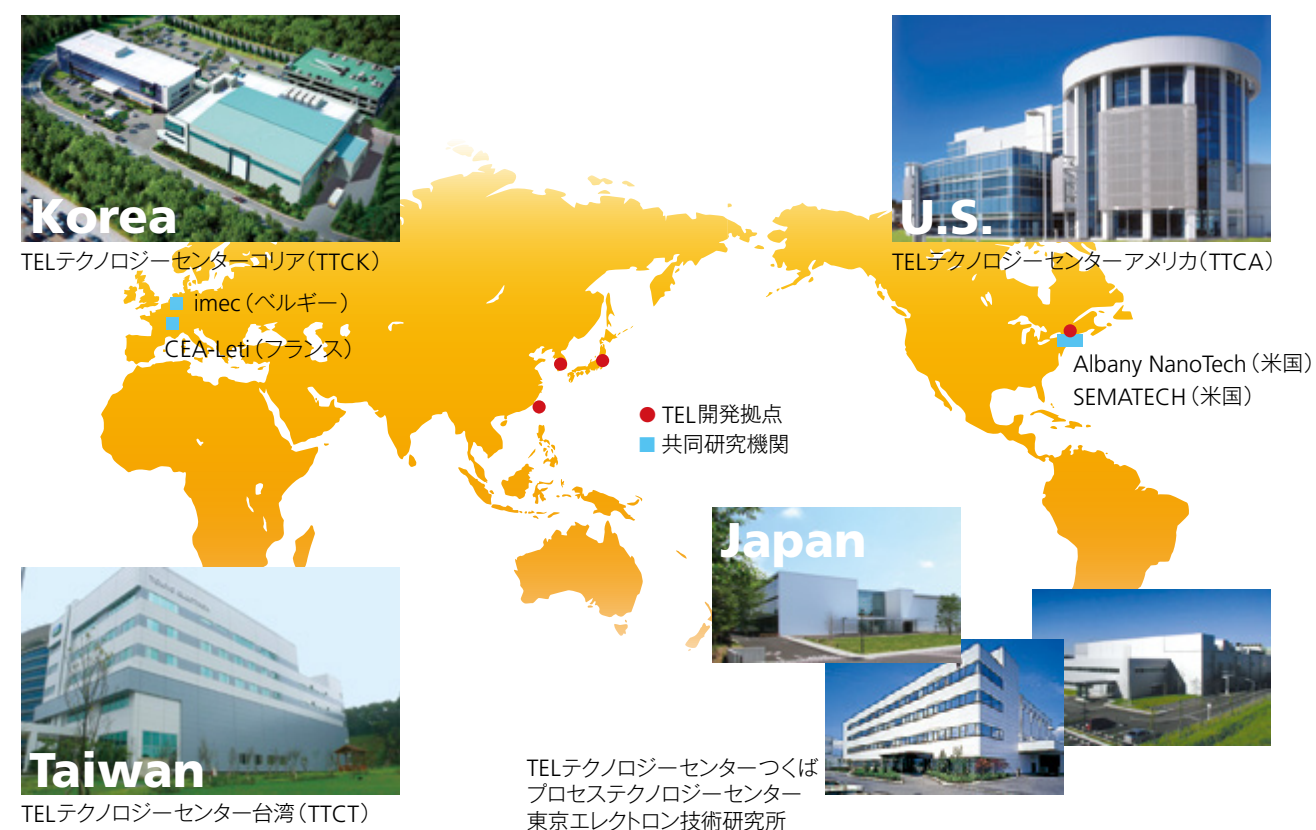 Korea
TELテクノロジーセンターコリア(TTCK)
U.S.
TELテクノロジーセンターアメリカ(TTCA)
imec(ベルギー)
CEA-Leti(フランス)
Albany NanoTech(米国)
SEMATECH(米国)
TEL開発拠点
共同研究機関
Japan
Taiwan
TELテクノロジーセンター台湾(TTCT)
TELテクノロジーセンターつくば
プロセステクノロジーセンター
東京エレクトロン技術研究所